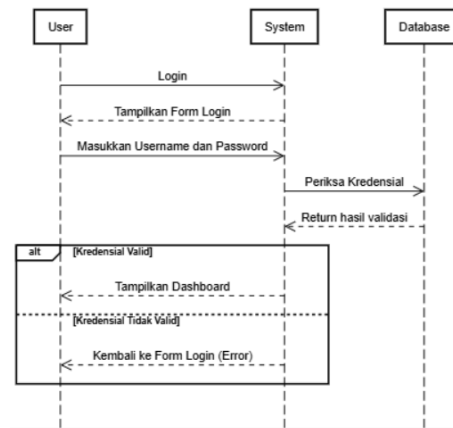 User
System
Database
Login
Tampilkan Form Login
Masukkan Username dan Password
Periksa Kredensial
Return hasil validasi
alt
[Kredensial Valid]
Tampilkan Dashboard
[Kredensial Tidak Valid]
Kembali ke Form Login (Error)